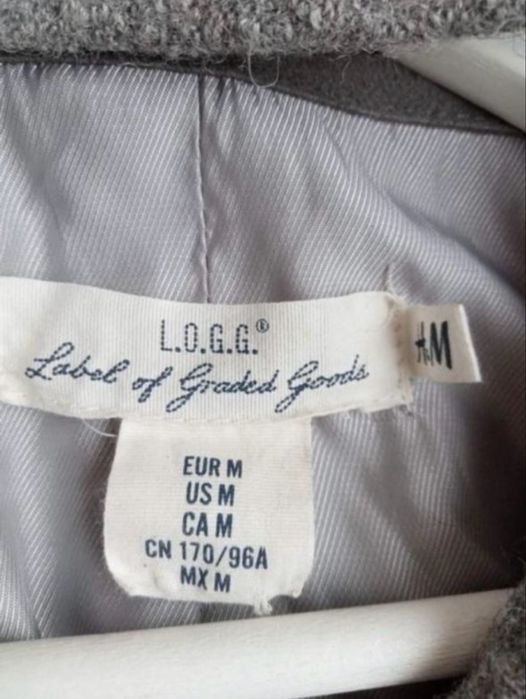 L.O.G.G.®
Label of Graded Goods
H&M
EUR M
US M
CA M
CN 170/96A
MX M